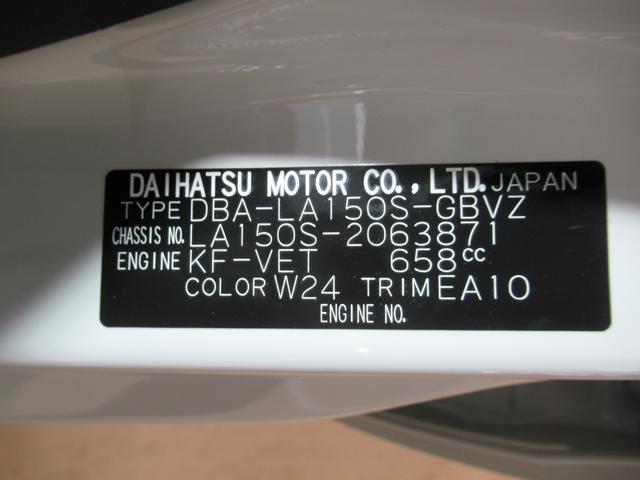 DAIHATSU MOTOR CO., LTD. JAPAN
TYPE DBA-LA150S-GBVZ
CHASSIS NO. LA150S-2063871
ENGINE KF-VET 658cc
COLOR W24 TRIM EA10
ENGINE NO.